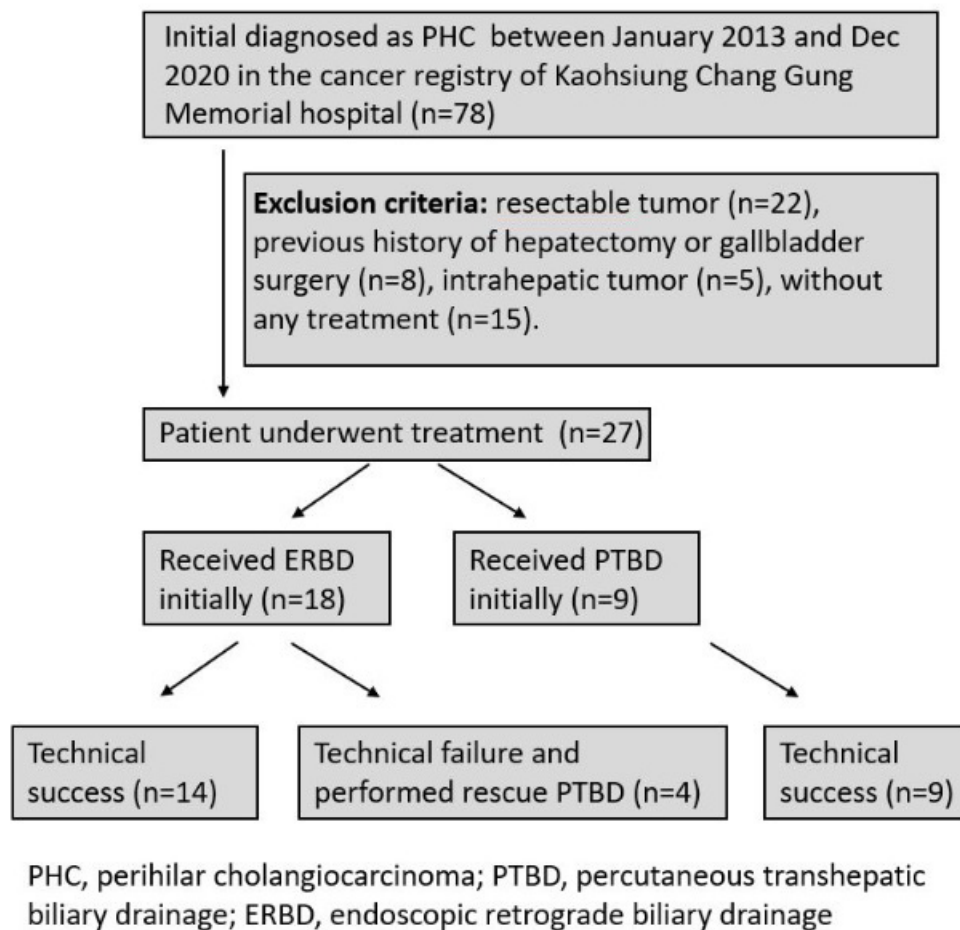 Initial diagnosed as PHC between January 2013 and Dec
2020 in the cancer registry of Kaohsiung Chang Gung
Memorial hospital (n=78)
Exclusion criteria: resectable tumor (n=22),
previous history of hepatectomy or gallbladder
surgery (n=8), intrahepatic tumor (n=5), without
any treatment (n=15).
Patient underwent treatment (n=27)
Received ERBD
initially (n=18)
Received PTBD
initially (n=9)
Technical
success (n=14)
Technical failure and
performed rescue PTBD (n=4)
Technical
success (n=9)
PHC, perihilar cholangiocarcinoma; PTBD, percutaneous transhepatic
biliary drainage; ERBD, endoscopic retrograde biliary drainage